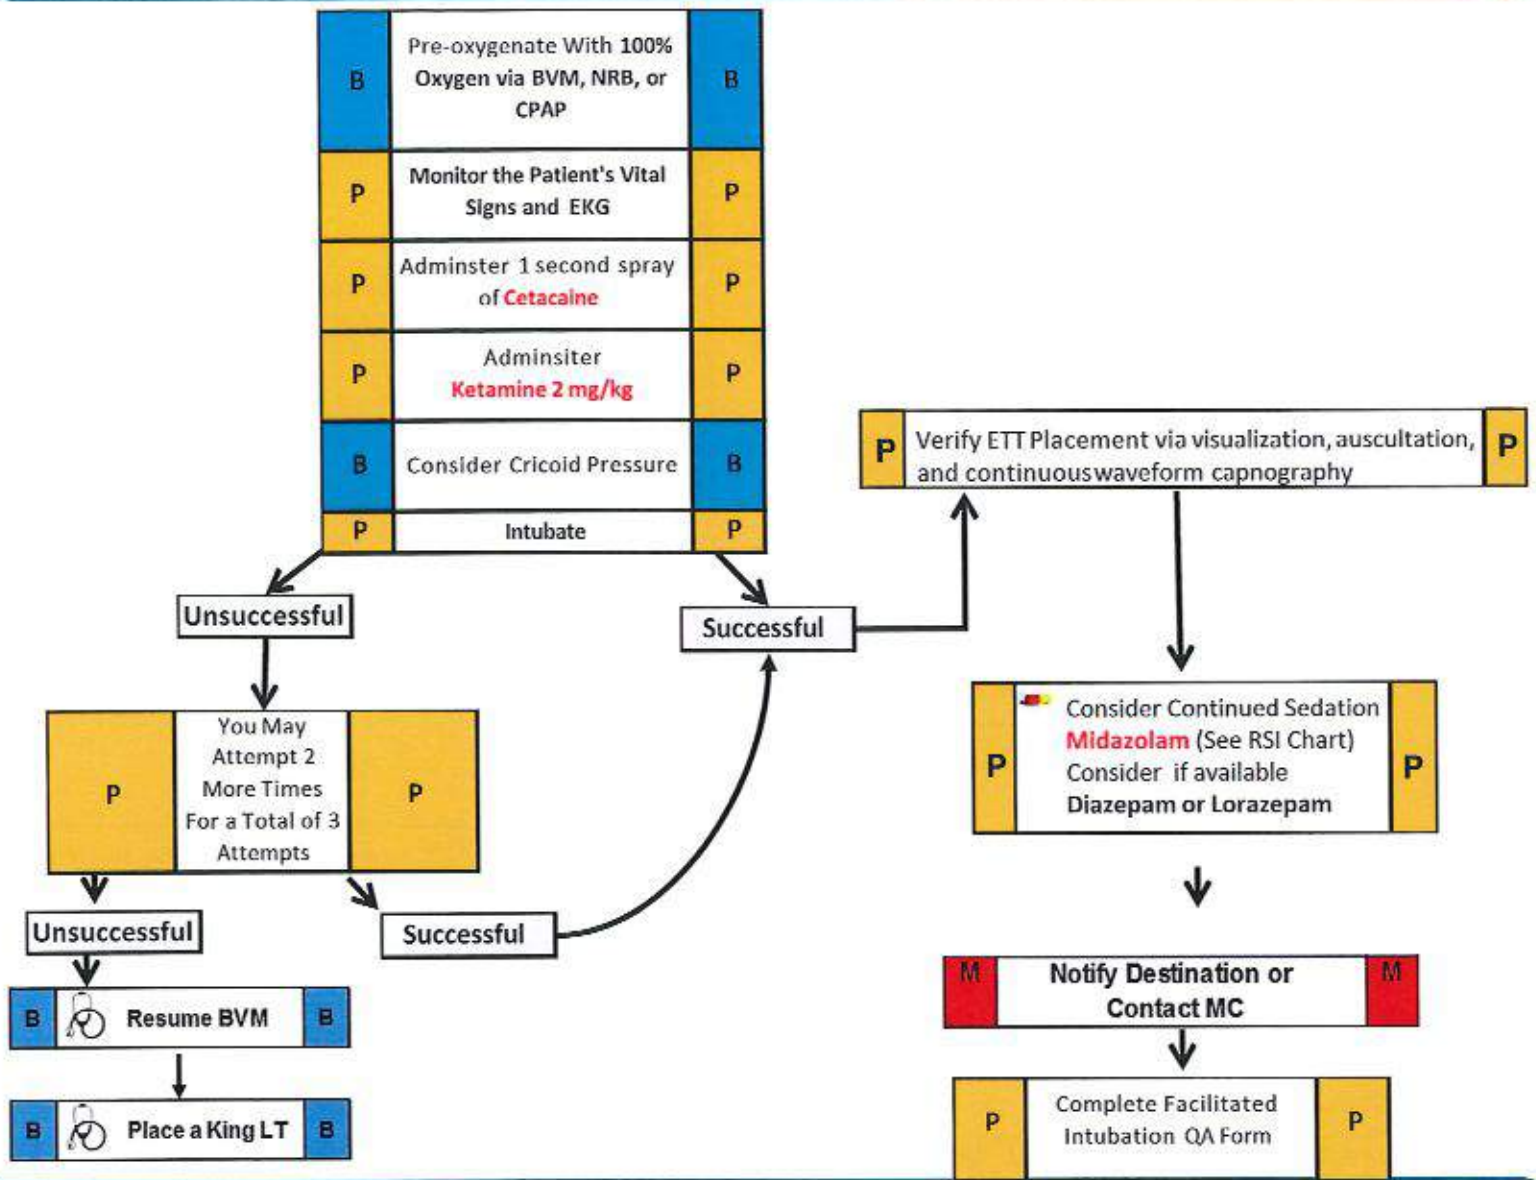 B
Pre-oxygenate With 100%
Oxygen via BVM, NRB, or
CPAP
B
P
Monitor the Patient's Vital
Signs and EKG
P
P
Adminster 1 second spray
of Cetacaine
P
P
Adminsiter
Ketamine 2 mg/kg
P
B
Consider Cricoid Pressure
B
P
Intubate
P
Unsuccessful
Successful
P
You May
Attempt 2
More Times
For a Total of 3
Attempts
P
Unsuccessful
Successful
B
Resume BVM
B
B
Place a King LT
B
P
Verify ETT Placement via visualization, auscultation,
and continuous waveform capnography
P
P
Consider Continued Sedation
Midazolam (See RSI Chart)
Consider if available
Diazepam or Lorazepam
P
M
Notify Destination or
Contact MC
M
P
Complete Facilitated
Intubation QA Form
P